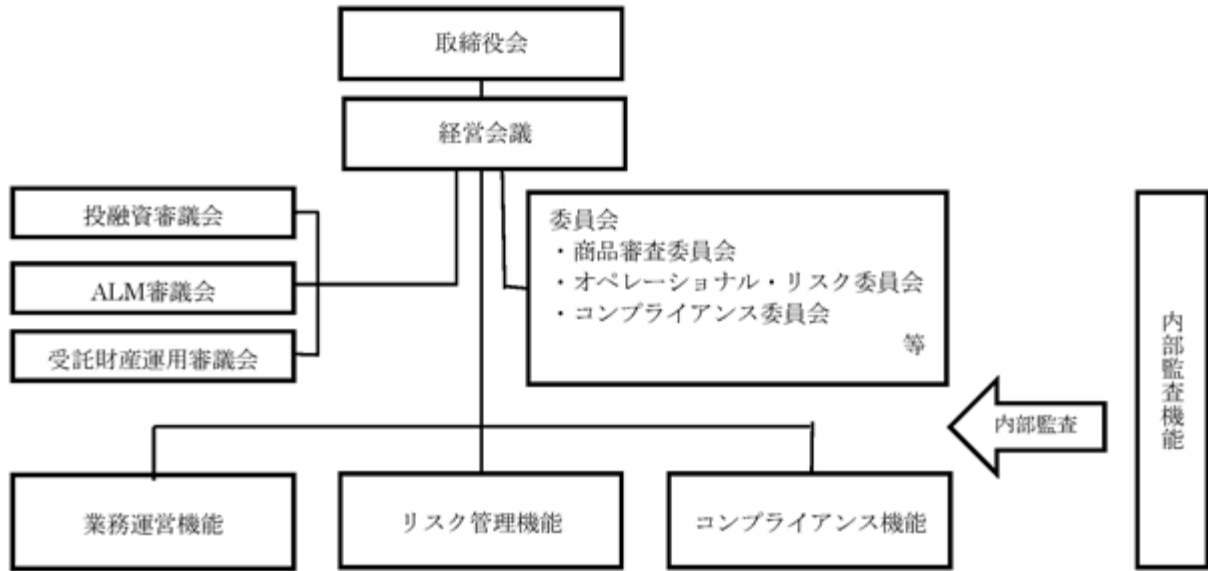 取締役会
経営会議
投融資審議会
ALM審議会
受託財産運用審議会
委員会
・商品審査委員会
・オペレーショナル・リスク委員会
・コンプライアンス委員会
等
内部監査
内部監査機能
業務運営機能
リスク管理機能
コンプライアンス機能